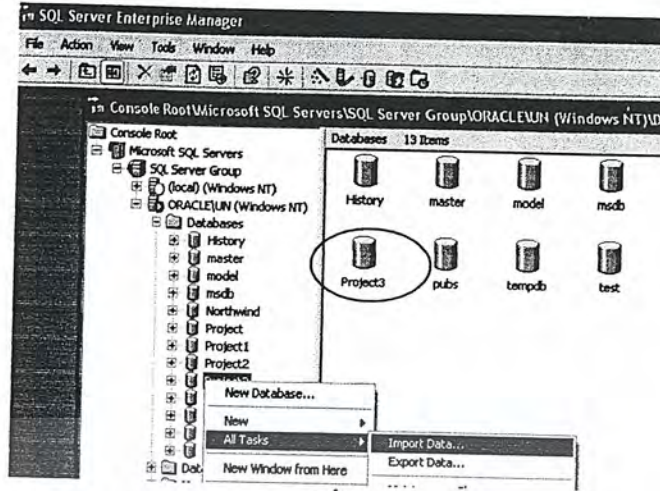 SQL Server Enterprise Manager
File Action View Tools Window Help
Console Root\Microsoft SQL Servers\SQL Server Group\ORACLE\UN (Windows NT)\D
Console Root
Microsoft SQL Servers
SQL Server Group
(local) (Windows NT)
ORACLE\UN (Windows NT)
Databases
History
master
model
msdb
Northwind
Project
Project1
Project2
New Database...
New
All Tasks
New Window from Here
Import Data...
Export Data...
Dat
Databases 13 Items
History master model msdb
Project3 pubs tempdb test